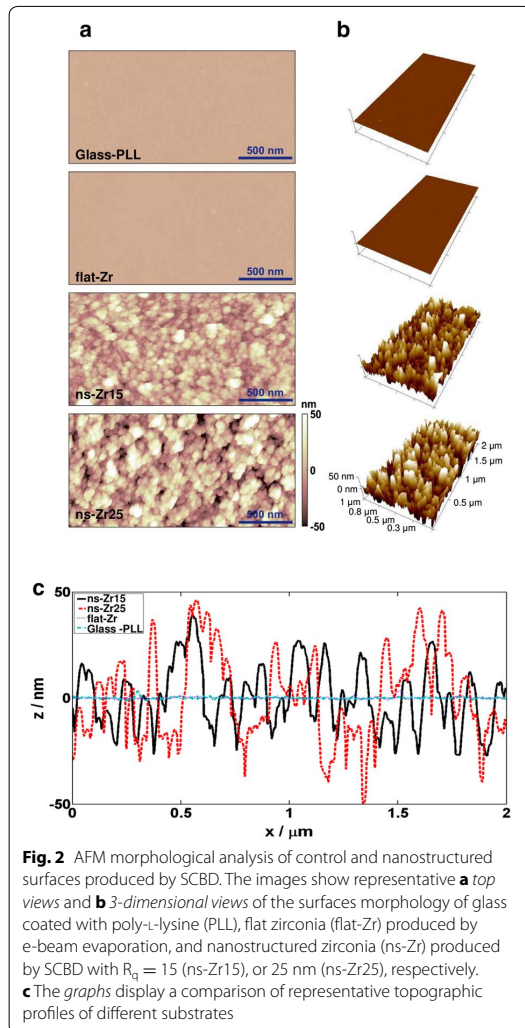 a
b
Glass-PLL
500 nm
flat-Zr
500 nm
ns-Zr15
500 nm
nm
50
0
-50
ns-Zr25
500 nm
50 nm
0 nm
1 µm
0.8 µm
0.5 µm
0.3 µm
0.5 µm
1 µm
1.5 µm
2 µm
c
50
0
-50
z / nm
ns-Zr15
ns-Zr25
flat-Zr
Glass -PLL
0 0.5 1 1.5 2
x / µm
Fig. 2 AFM morphological analysis of control and nanostructured
surfaces produced by SCBD. The images show representative a top
views and b 3-dimensional views of the surfaces morphology of glass
coated with poly-L-lysine (PLL), flat zirconia (flat-Zr) produced by
e-beam evaporation, and nanostructured zirconia (ns-Zr) produced
by SCBD with Rq = 15 (ns-Zr15), or 25 nm (ns-Zr25), respectively.
c The graphs display a comparison of representative topographic
profiles of different substrates